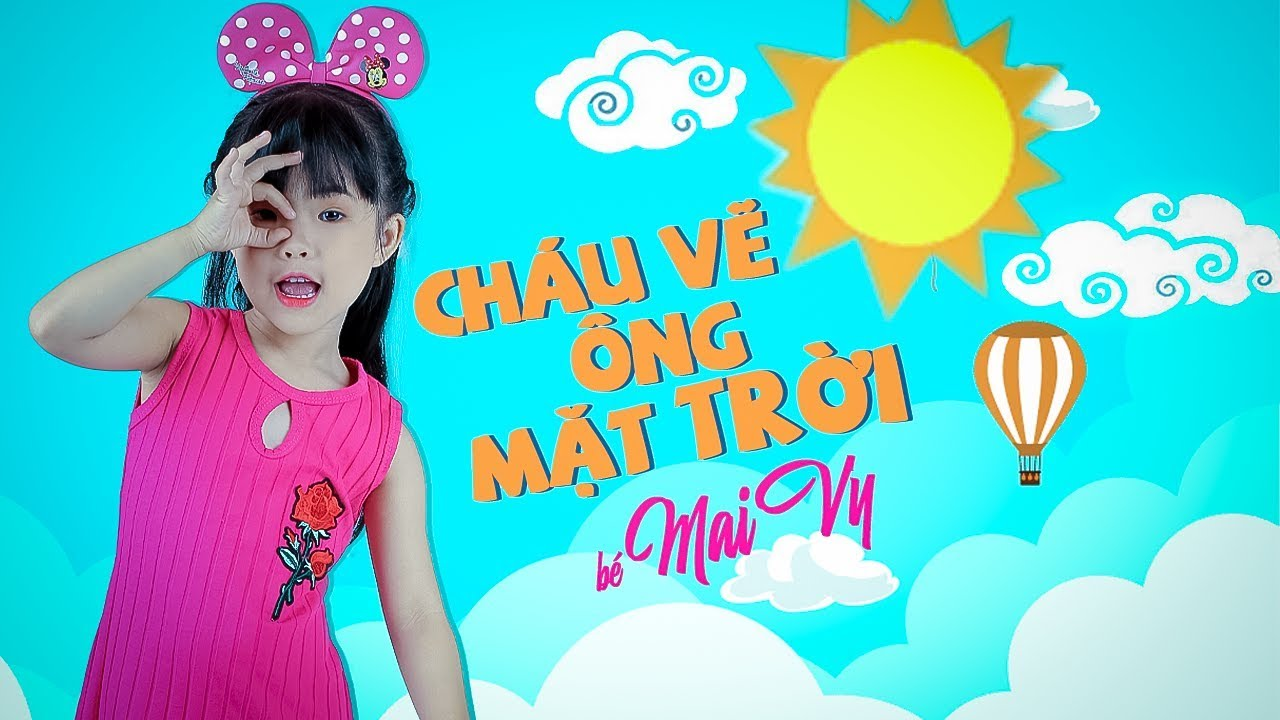 CHÁU VẼ
ÔNG
MẶT TRỜI
bé Mai Vy